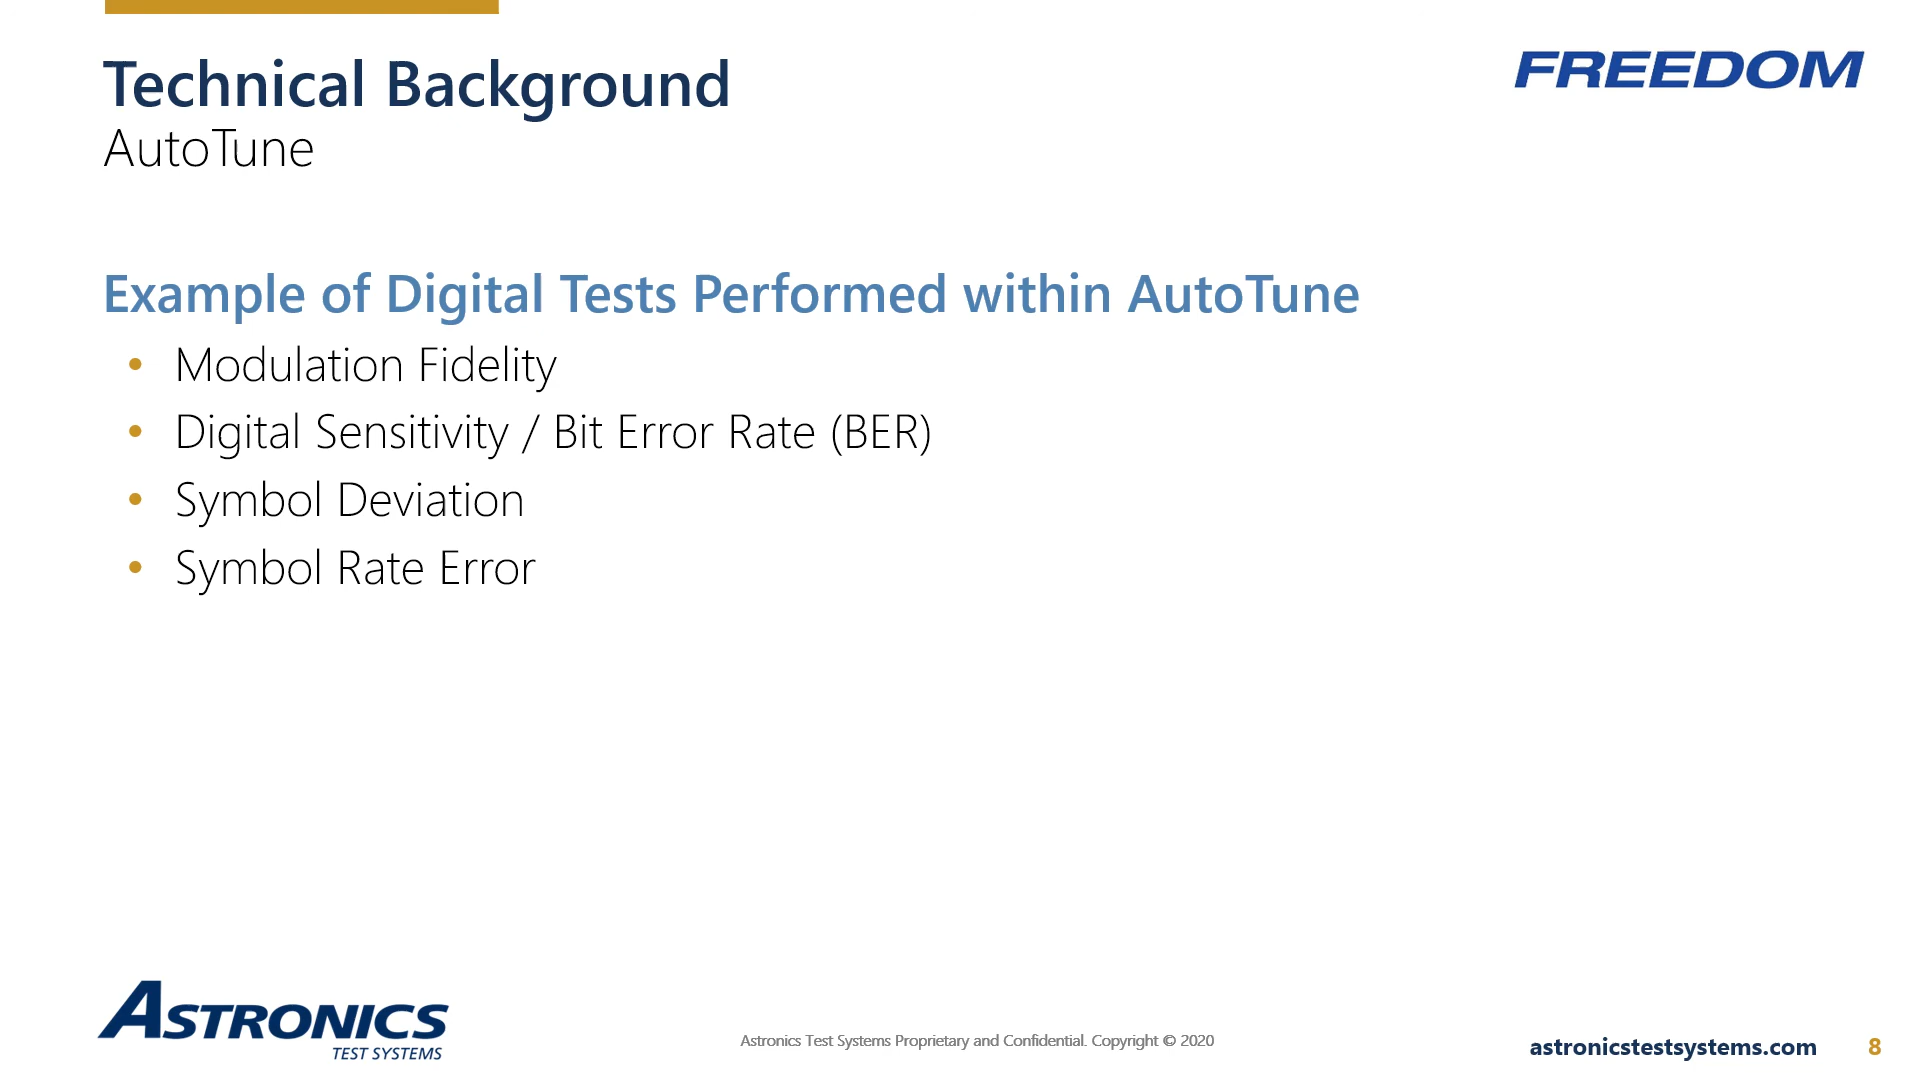 Technical Background
FREEDOM
AutoTune
Example of Digital Tests Performed within AutoTune
• Modulation Fidelity
• Digital Sensitivity / Bit Error Rate (BER)
• Symbol Deviation
• Symbol Rate Error
ASTRONICS
TEST SYSTEMS
Astronics Test Systems Proprietary and Confidential. Copyright © 2020
astronicstestsystems.com
8